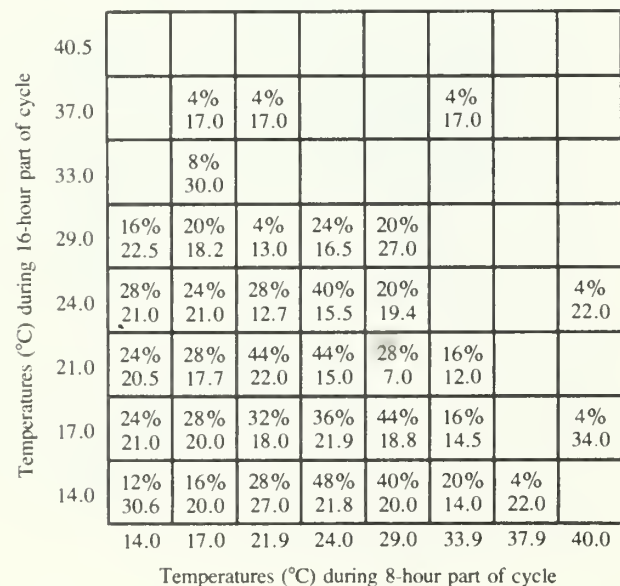 Temperatures (°C) during 16-hour part of cycle
40.5
37.0 4% 4% 4%
17.0 17.0 17.0
33.0 8%
30.0
29.0 16% 20% 4% 24% 20%
22.5 18.2 13.0 16.5 27.0
24.0 28% 24% 28% 40% 20% 4%
21.0 21.0 12.7 15.5 19.4 22.0
21.0 24% 28% 44% 44% 28% 16%
20.5 17.7 22.0 15.0 7.0 12.0
17.0 24% 28% 32% 36% 44% 16% 4%
21.0 20.0 18.0 21.9 18.8 14.5 34.0
14.0 12% 16% 28% 48% 40% 20% 4%
30.6 20.0 27.0 21.8 20.0 14.0 22.0
14.0 17.0 21.9 24.0 29.0 33.9 37.9 40.0
Temperatures (°C) during 8-hour part of cycle